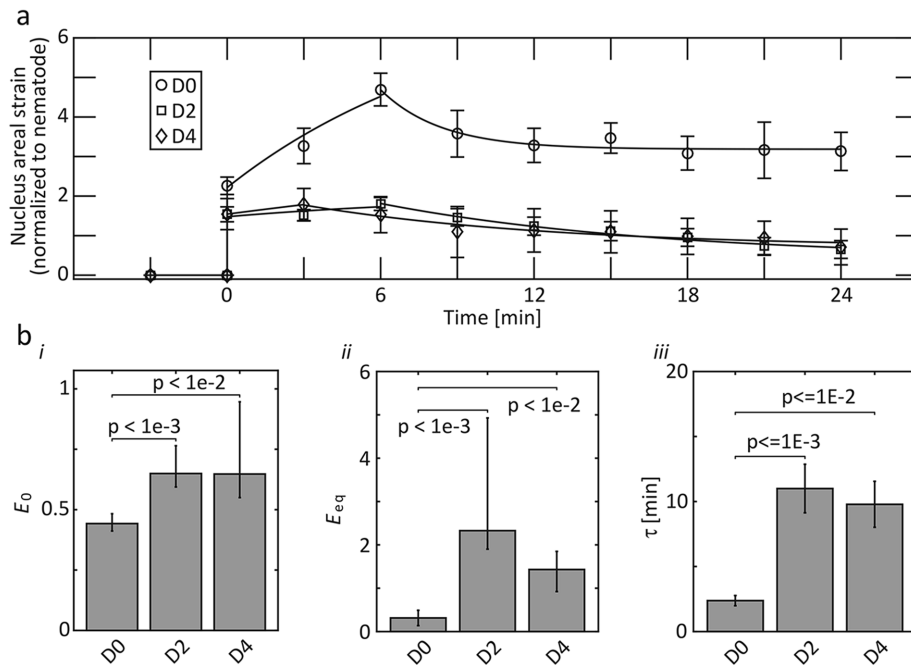 a
Nucleus areal strain
(normalized to nematode)
6
4
2
0
D0
D2
D4
0
6
12
18
24
Time [min]
b
i
E0
1
0.5
0
p < 1e-2
p < 1e-3
D0
D2
D4
ii
Eeq
6
4
2
0
p < 1e-2
p < 1e-3
D0
D2
D4
iii
τ [min]
20
10
0
p<=1E-2
p<=1E-3
D0
D2
D4